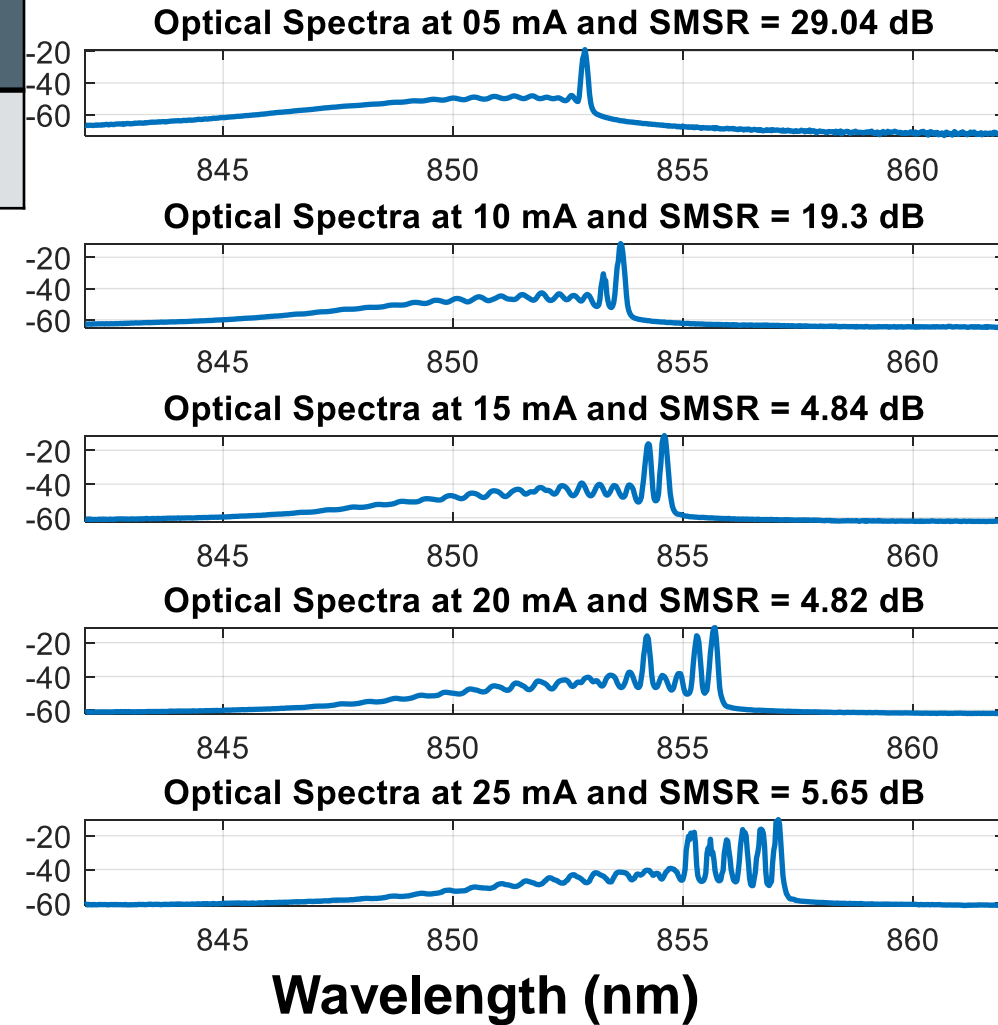 Optical Spectra at 05 mA and SMSR = 29.04 dB
-20
-40
-60
845 850 855 860
Optical Spectra at 10 mA and SMSR = 19.3 dB
-20
-40
-60
845 850 855 860
Optical Spectra at 15 mA and SMSR = 4.84 dB
-20
-40
-60
845 850 855 860
Optical Spectra at 20 mA and SMSR = 4.82 dB
-20
-40
-60
845 850 855 860
Optical Spectra at 25 mA and SMSR = 5.65 dB
-20
-40
-60
845 850 855 860
Wavelength (nm)